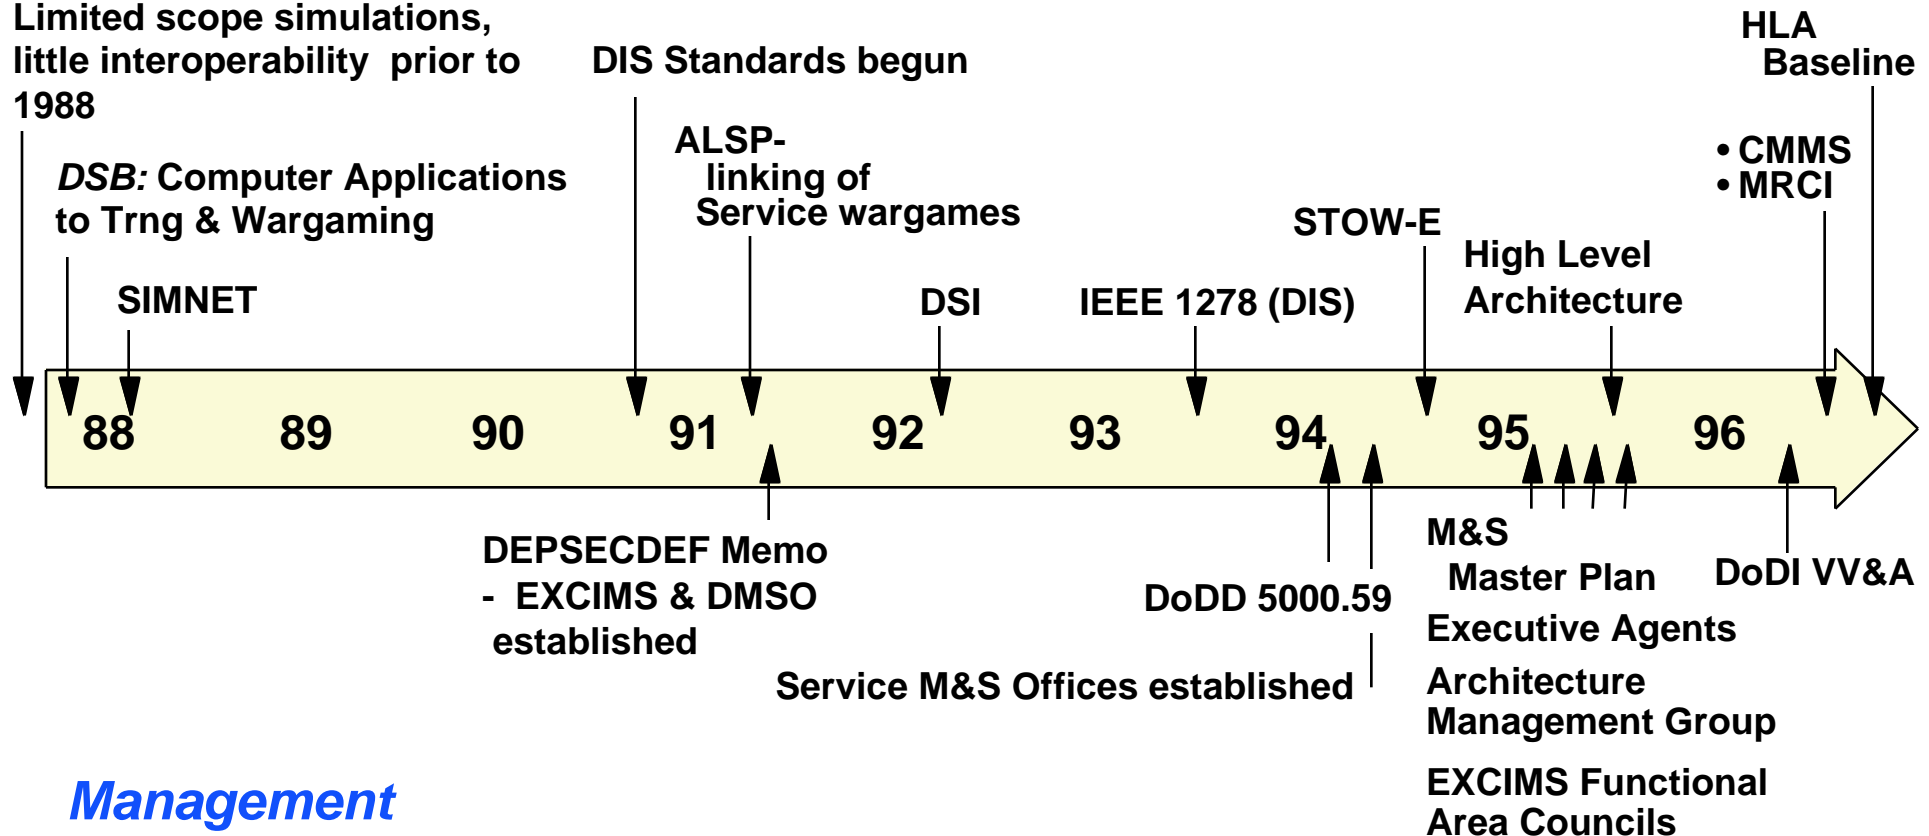 Limited scope simulations,
little interoperability prior to
1988
DIS Standards begun
HLA
Baseline
ALSP-
linking of
Service wargames
• CMMS
• MRCI
DSB: Computer Applications
to Trng & Wargaming
STOW-E
High Level
Architecture
SIMNET
DSI
IEEE 1278 (DIS)
88 89 90 91 92 93 94 95 96
DEPSECDEF Memo
- EXCIMS & DMSO
established
DoDD 5000.59
Service M&S Offices established
M&S
Master Plan
Executive Agents
Architecture
Management Group
EXCIMS Functional
Area Councils
DoDI VV&A
Management